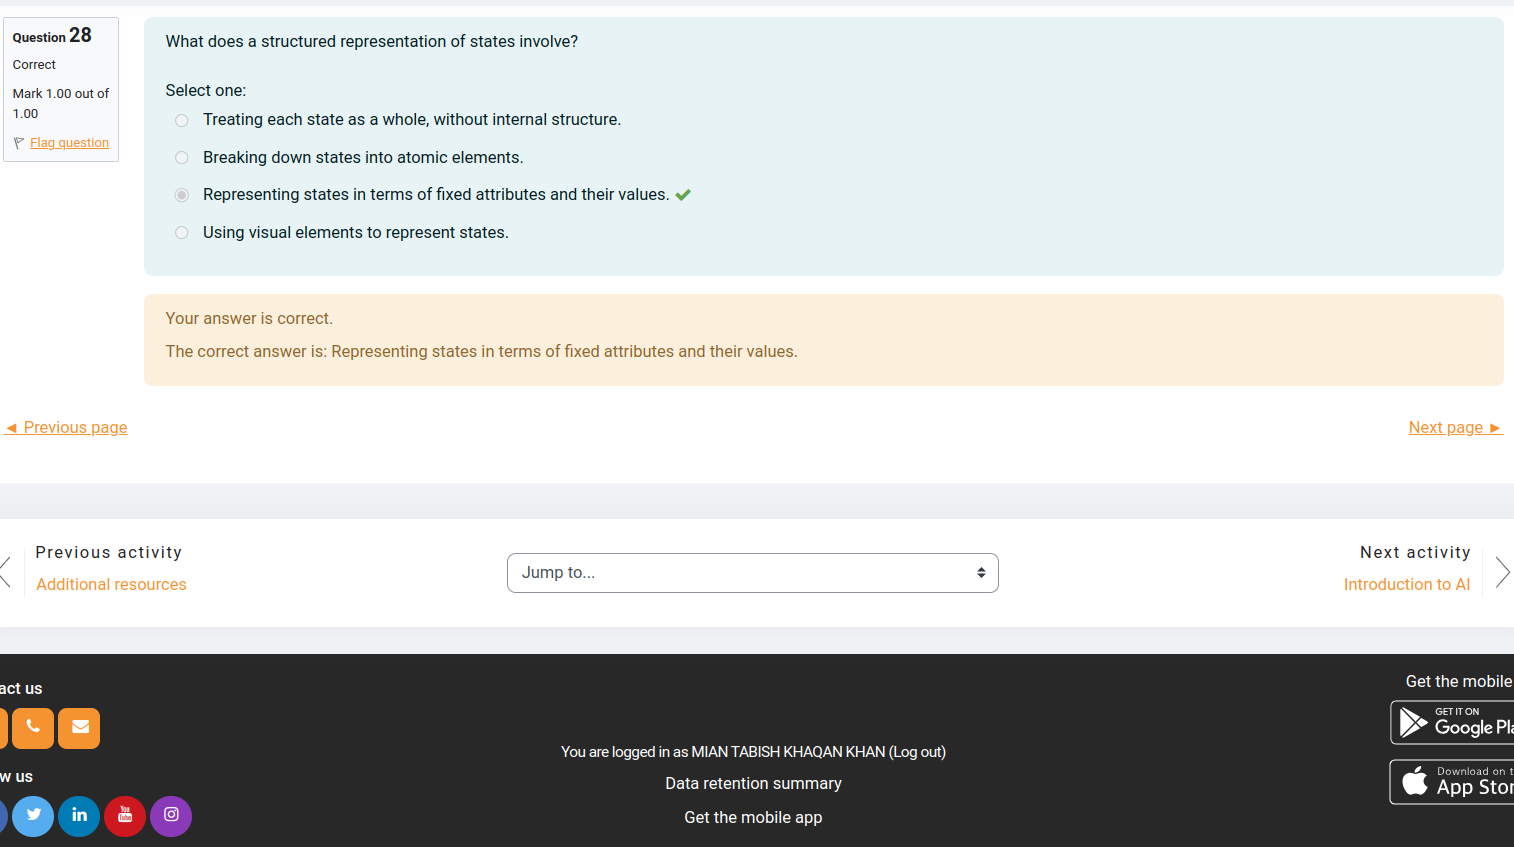 Question 28
Correct
Mark 1.00 out of
1.00
Flag question
What does a structured representation of states involve?
Select one:
Treating each state as a whole, without internal structure.
Breaking down states into atomic elements.
Representing states in terms of fixed attributes and their values.
Using visual elements to represent states.
Your answer is correct.
The correct answer is: Representing states in terms of fixed attributes and their values.
◄ Previous page
Next page ►
Previous activity
Additional resources
Jump to...
Next activity
Introduction to AI
act us
w us
You are logged in as MIAN TABISH KHAQAN KHAN (Log out)
Data retention summary
Get the mobile app
Get the mobile
GET IT ON
Google Pla
Download on t
App Stor
in
You
Tube